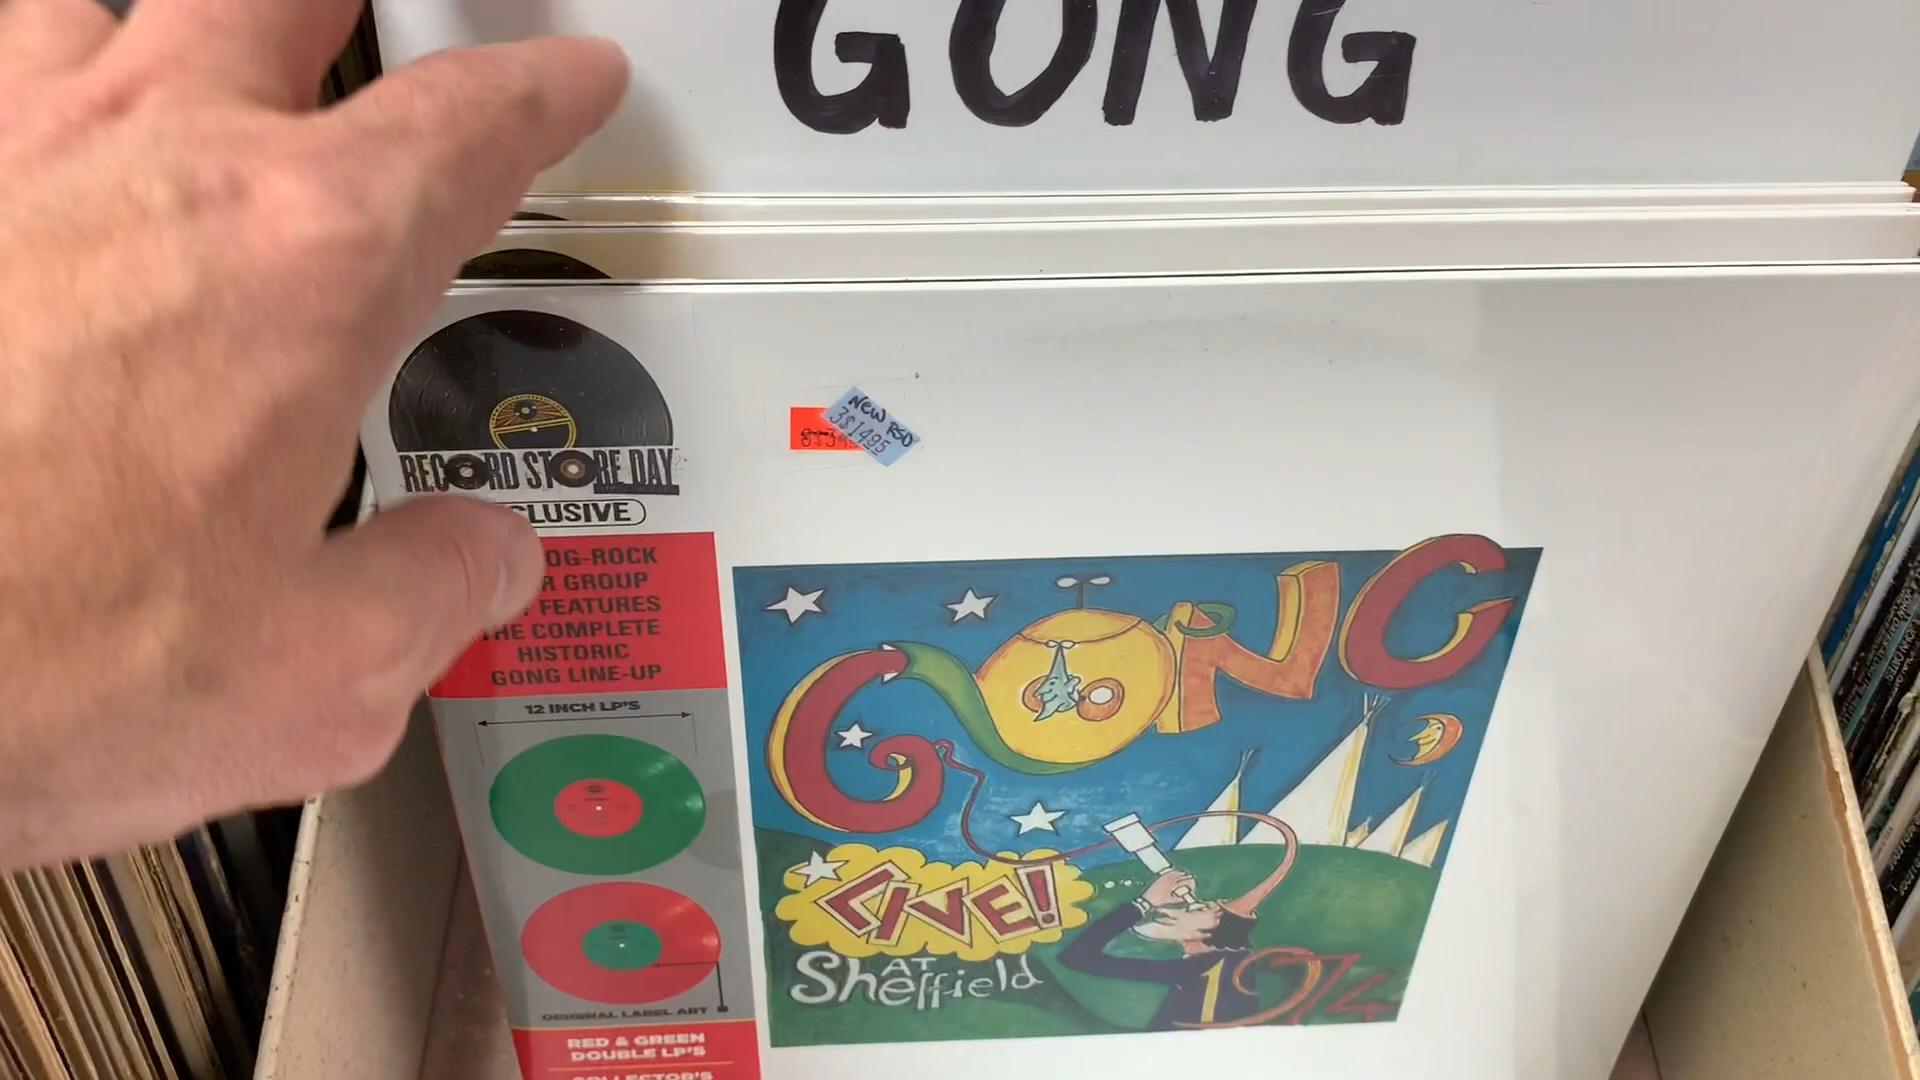 GONG
NEW RSD
RECORD STORE DAY
CLUSIVE
OG-ROCK
R GROUP
FEATURES
THE COMPLETE
HISTORIC
GONG LINE-UP
12 INCH LP'S
ORIGINAL LABEL ART
RED & GREEN
DOUBLE LP'S
COLLECTOR'S
GONG
LIVE!
AT
Sheffield
1974